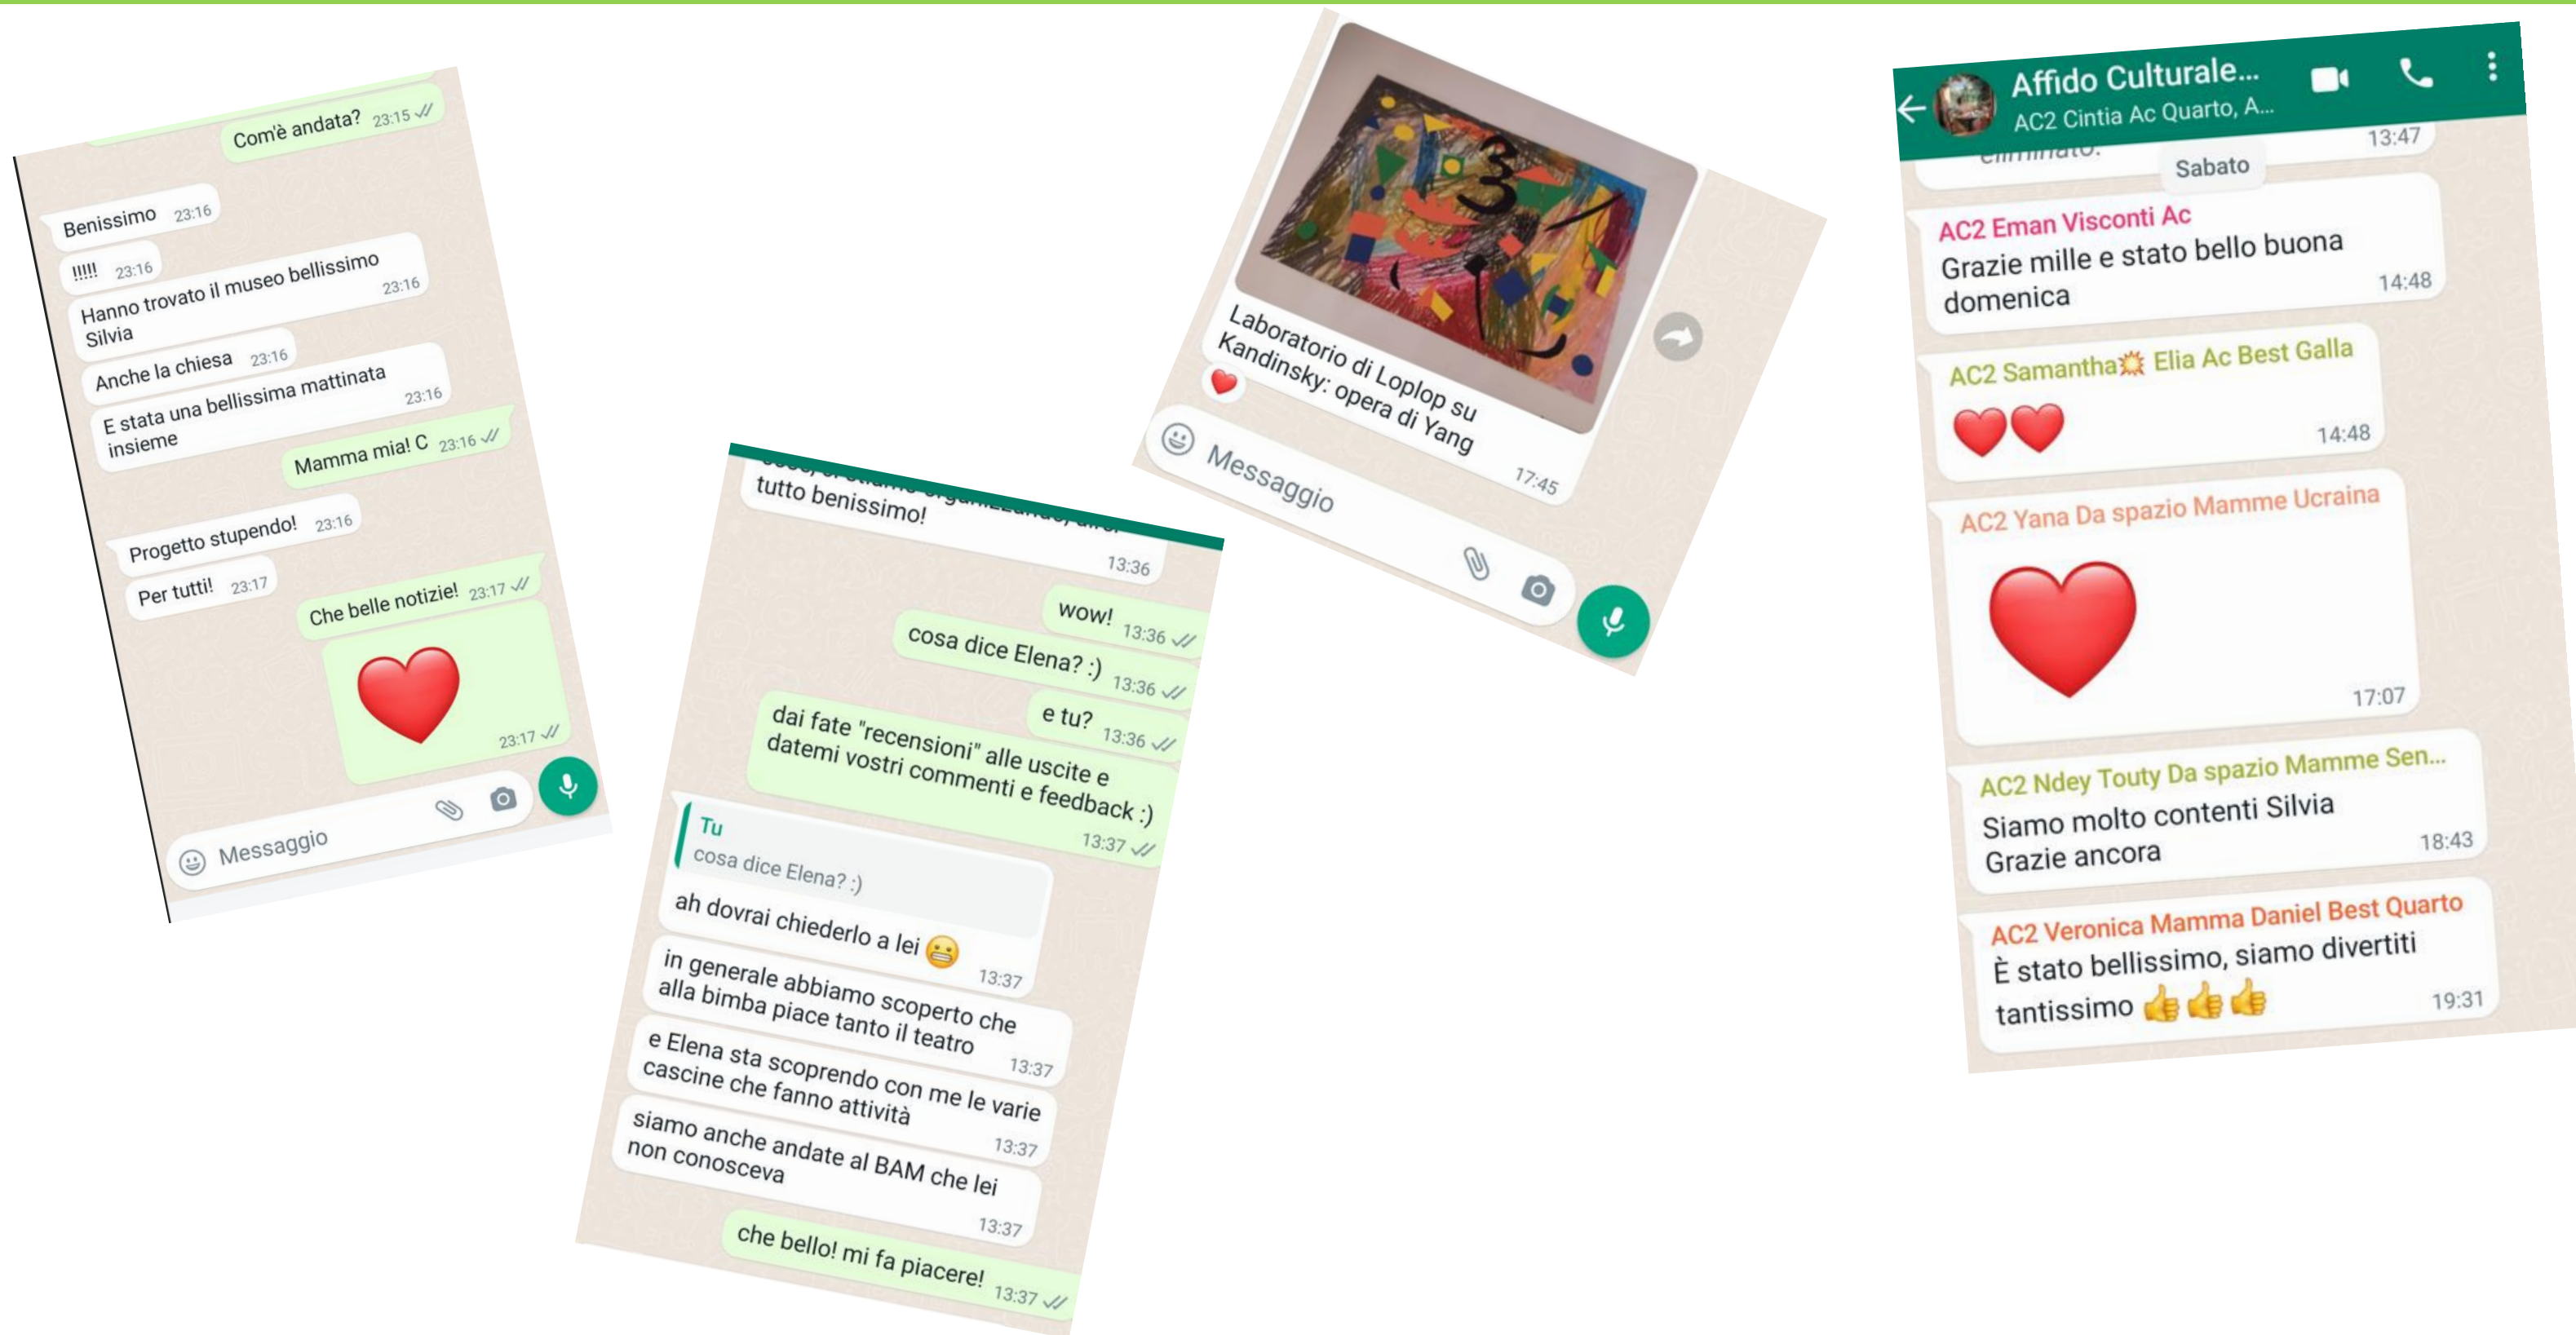 Com'è andata? 23:15
Benissimo 23:16
!!!!! 23:16
Hanno trovato il museo bellissimo
Silvia 23:16
Anche la chiesa 23:16
E stata una bellissima mattinata
insieme 23:16
Mamma mia! C 23:16
Progetto stupendo! 23:16
Per tutti! 23:17
Che belle notizie! 23:17
23:17
Messaggio
tutto benissimo!
13:36
wow! 13:36
cosa dice Elena? :) 13:36
e tu? 13:36
dai fate "recensioni" alle uscite e
datemi vostri commenti e feedback :)
13:37
Tu
cosa dice Elena? :)
ah dovrai chiederlo a lei 😬
13:37
in generale abbiamo scoperto che
alla bimba piace tanto il teatro
13:37
e Elena sta scoprendo con me le varie
cascine che fanno attività
13:37
siamo anche andate al BAM che lei
non conosceva
13:37
che bello! mi fa piacere! 13:37
Laboratorio di Loplop su
Kandinsky: opera di Yang
17:45
Messaggio
Affido Culturale...
AC2 Cintia Ac Quarto, A...
eliminato. 13:47
Sabato
AC2 Eman Visconti Ac
Grazie mille e stato bello buona
domenica 14:48
AC2 Samantha💥 Elia Ac Best Galla
❤️❤️ 14:48
AC2 Yana Da spazio Mamme Ucraina
17:07
AC2 Ndey Touty Da spazio Mamme Sen...
Siamo molto contenti Silvia
Grazie ancora 18:43
AC2 Veronica Mamma Daniel Best Quarto
È stato bellissimo, siamo divertiti
tantissimo 👍👍👍 19:31